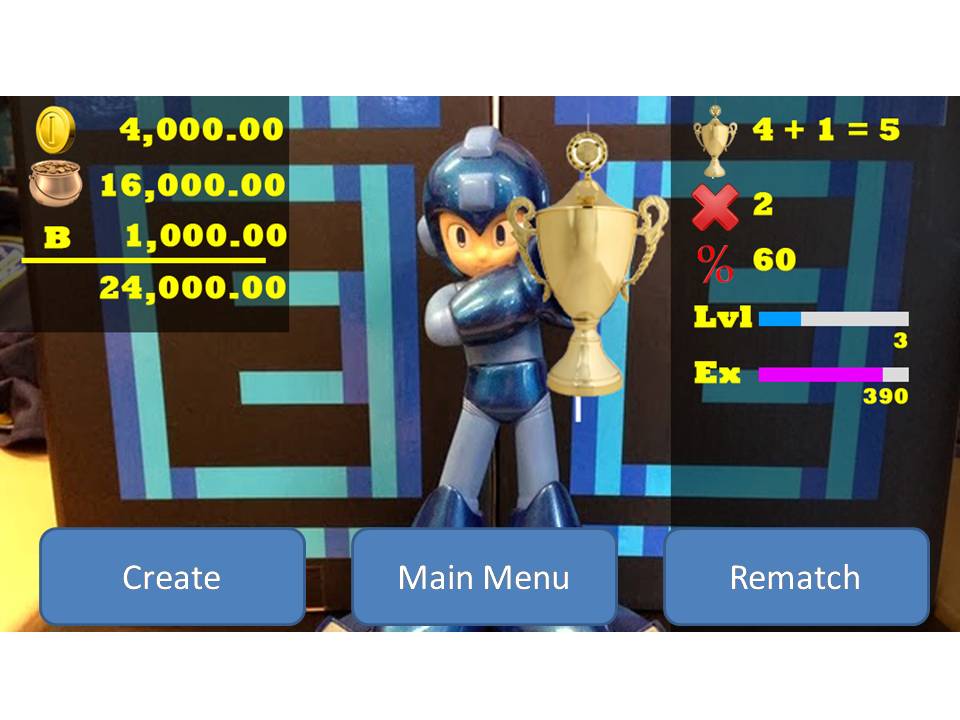 4,000.00
16,000.00
B 1,000.00
24,000.00
4 + 1 = 5
2
% 60
Lvl
3
Ex
390
Create
Main Menu
Rematch